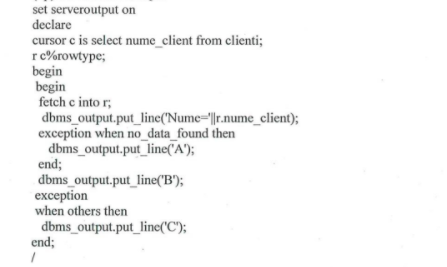 set serveroutput on
declare
cursor c is select nume_client from clienti;
r c%rowtype;
begin
begin
fetch c into r;
dbms_output.put_line('Nume='||r.nume_client);
exception when no_data_found then
dbms_output.put_line('A');
end;
dbms_output.put_line('B');
exception
when others then
dbms_output.put_line('C');
end;
/